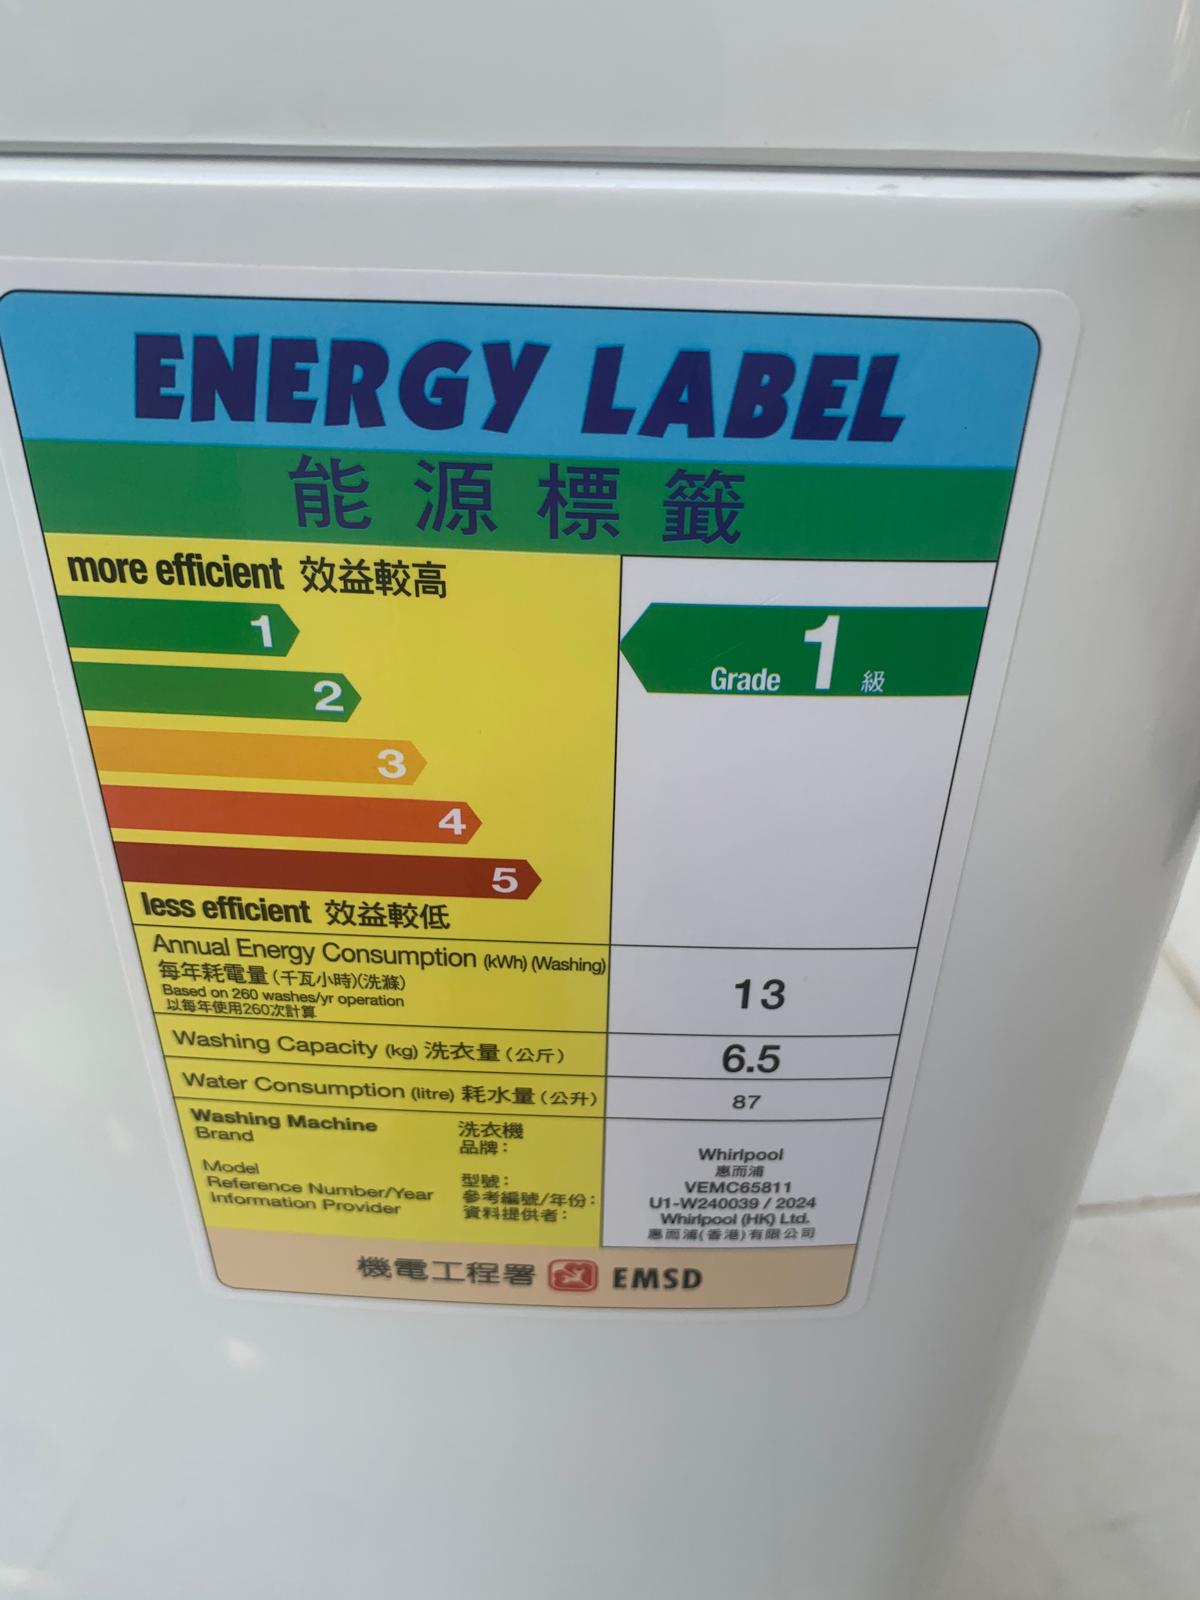 ENERGY LABEL
能源標籤
more efficient 效益較高
1
2
3
4
5
less efficient 效益較低
Grade 1 級
Annual Energy Consumption (kWh) (Washing)
每年耗電量(千瓦小時)(洗滌)
Based on 260 washes/yr operation
以每年使用260次計算
13
Washing Capacity (kg) 洗衣量(公斤)
6.5
Water Consumption (litre) 耗水量(公升)
87
Washing Machine 洗衣機
Brand 品牌:
Model 型號:
Reference Number/Year 參考編號/年份:
Information Provider 資料提供者:
Whirlpool
惠而浦
VEMC65811
U1-W240039 / 2024
Whirlpool (HK) Ltd.
惠而浦(香港)有限公司
機電工程署 EMSD